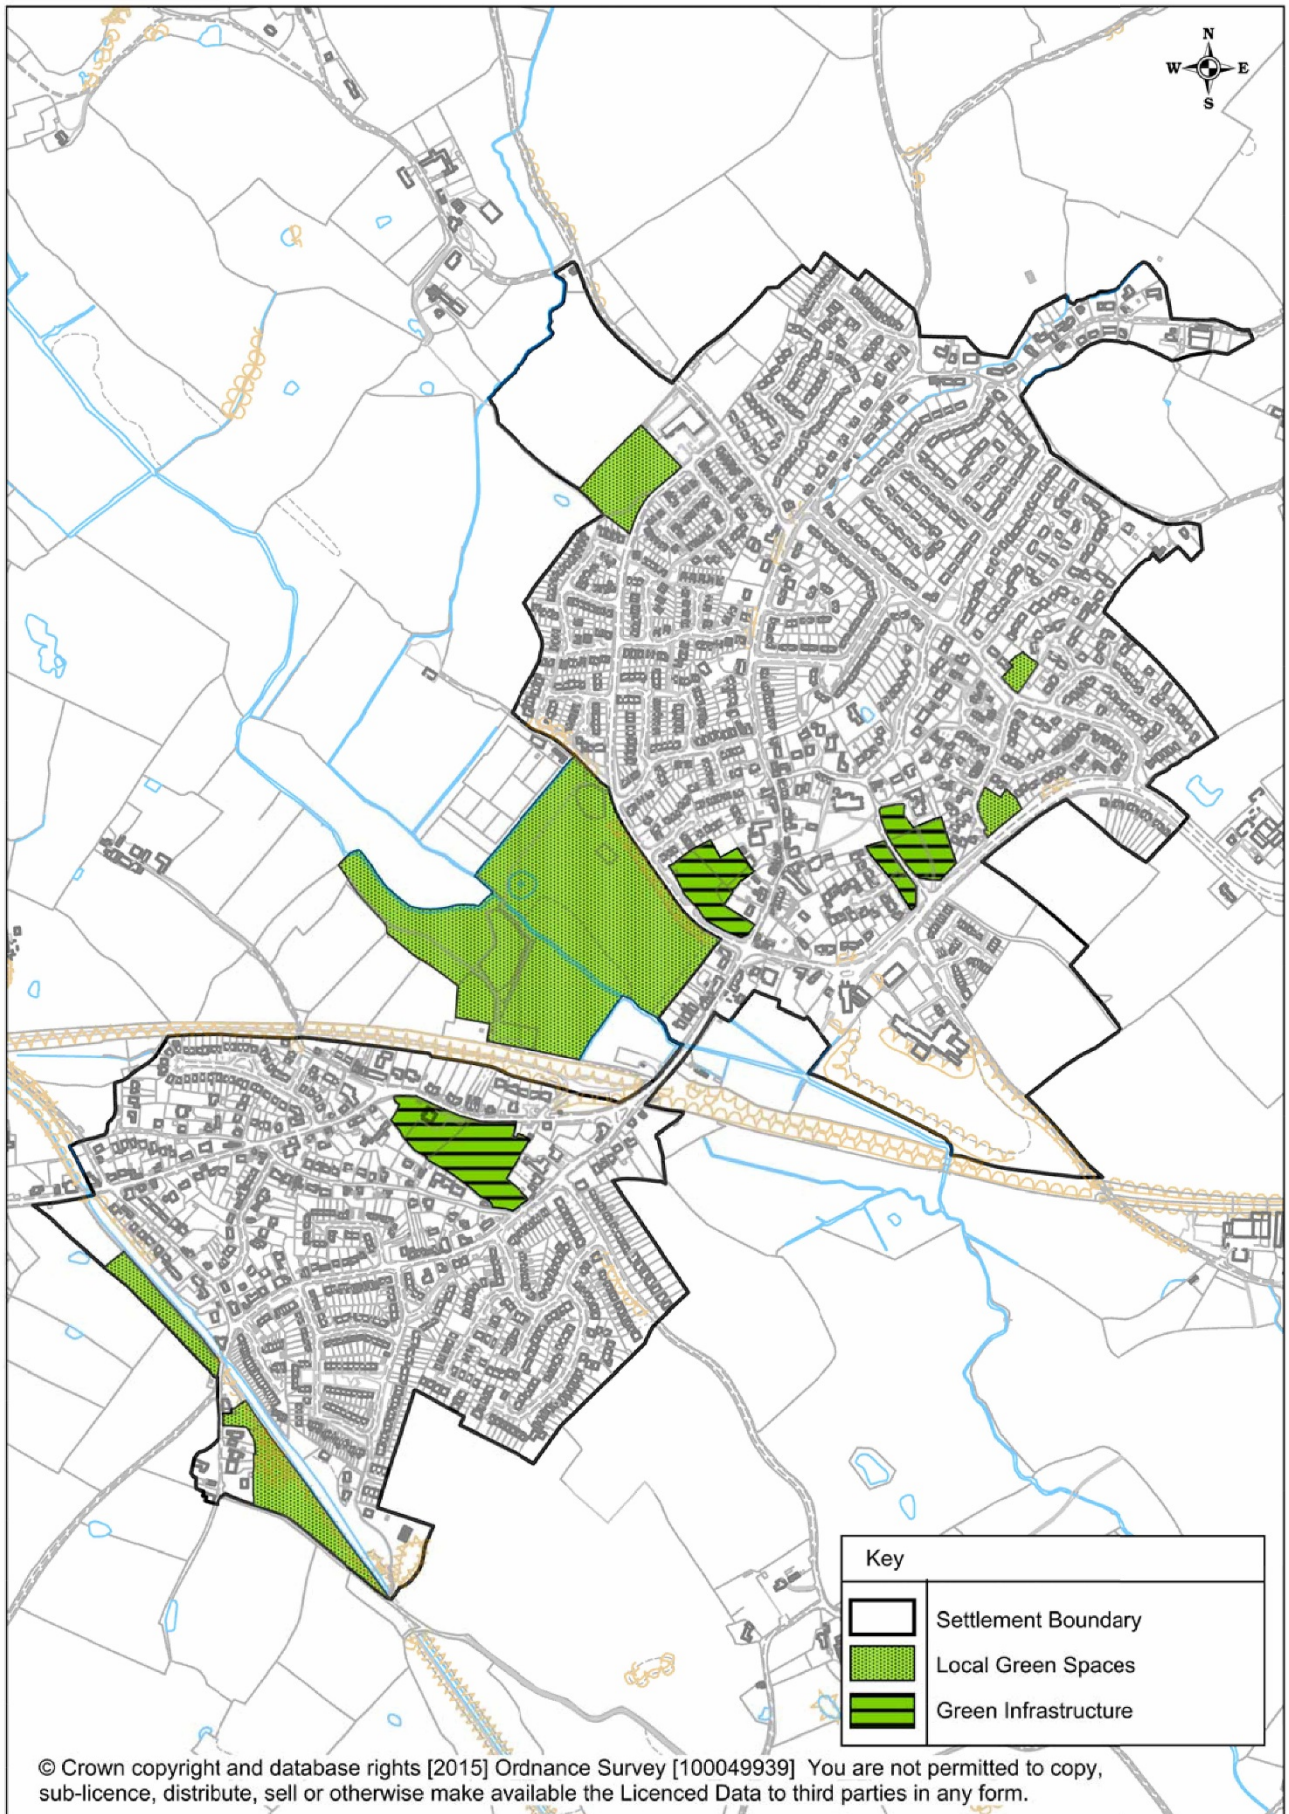 N
W E
S
Key
Settlement Boundary
Local Green Spaces
Green Infrastructure
© Crown copyright and database rights [2015] Ordnance Survey [100049939] You are not permitted to copy,
sub-licence, distribute, sell or otherwise make available the Licenced Data to third parties in any form.